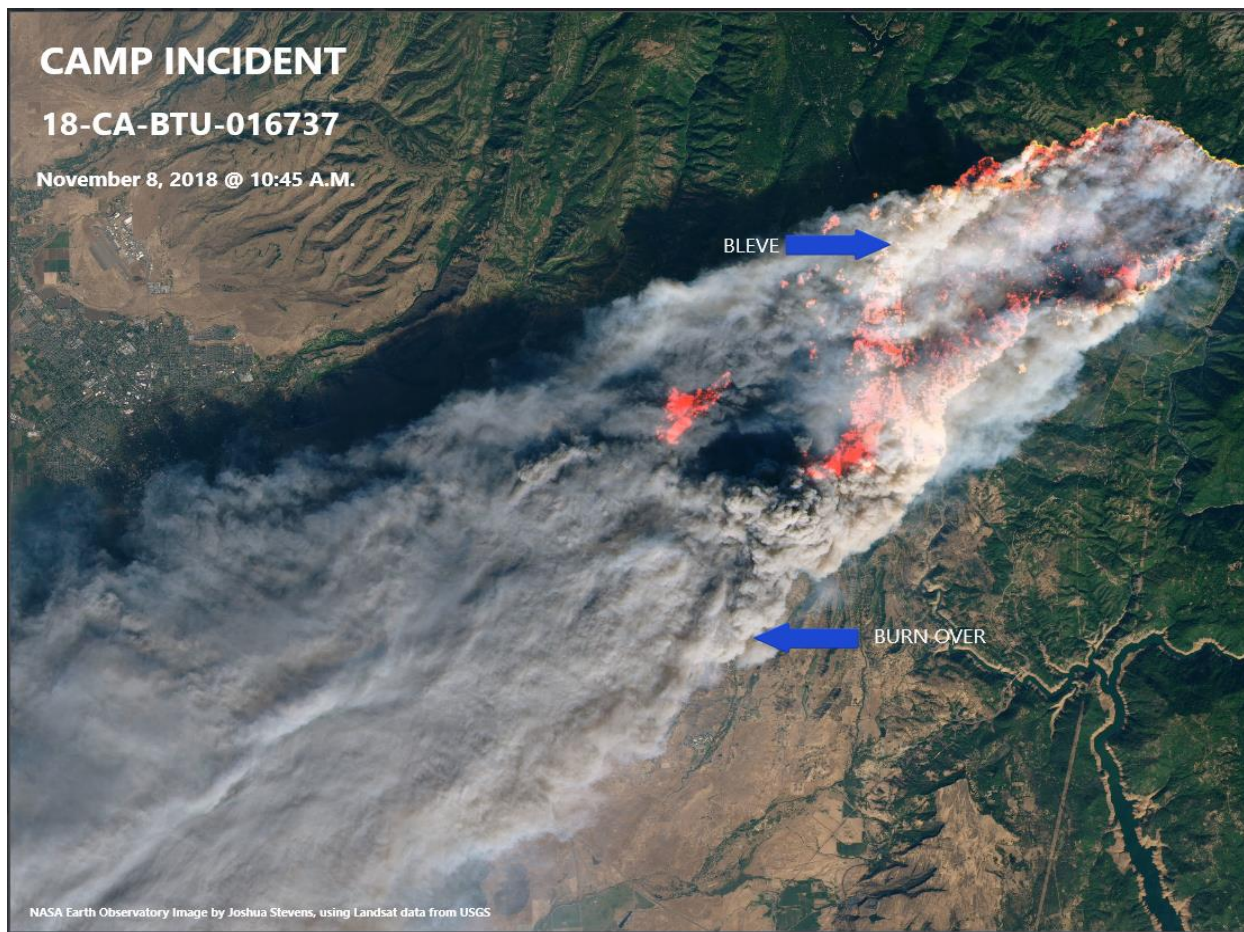 CAMP INCIDENT
18-CA-BTU-016737
November 8, 2018 @ 10:45 A.M.
BLEVE
BURN OVER
NASA Earth Observatory Image by Joshua Stevens, using Landsat data from USGS